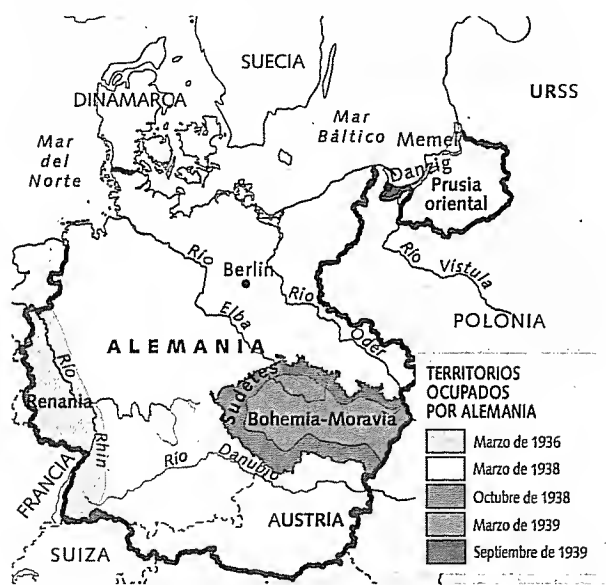 SUECIA
DINAMARCA
URSS
Mar
Báltico
Mar
del
Norte
Memel
Danzig
Prusia
oriental
Río
Vístula
POLONIA
Río
Elba
Berlín
Río
Oder
ALEMANIA
Sudetes
Bohemia-Moravia
Renania
Río
Rhin
FRANCIA
Río
Danubio
AUSTRIA
SUIZA
TERRITORIOS
OCUPADOS
POR ALEMANIA
Marzo de 1936
Marzo de 1938
Octubre de 1938
Marzo de 1939
Septiembre de 1939